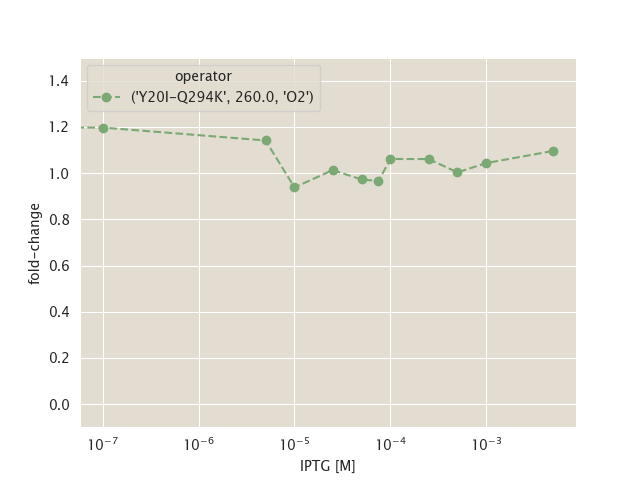 operator
('Y20I-Q294K', 260.0, 'O2')
fold-change
1.4
1.2
1.0
0.8
0.6
0.4
0.2
0.0
10⁻⁷ 10⁻⁶ 10⁻⁵ 10⁻⁴ 10⁻³
IPTG [M]